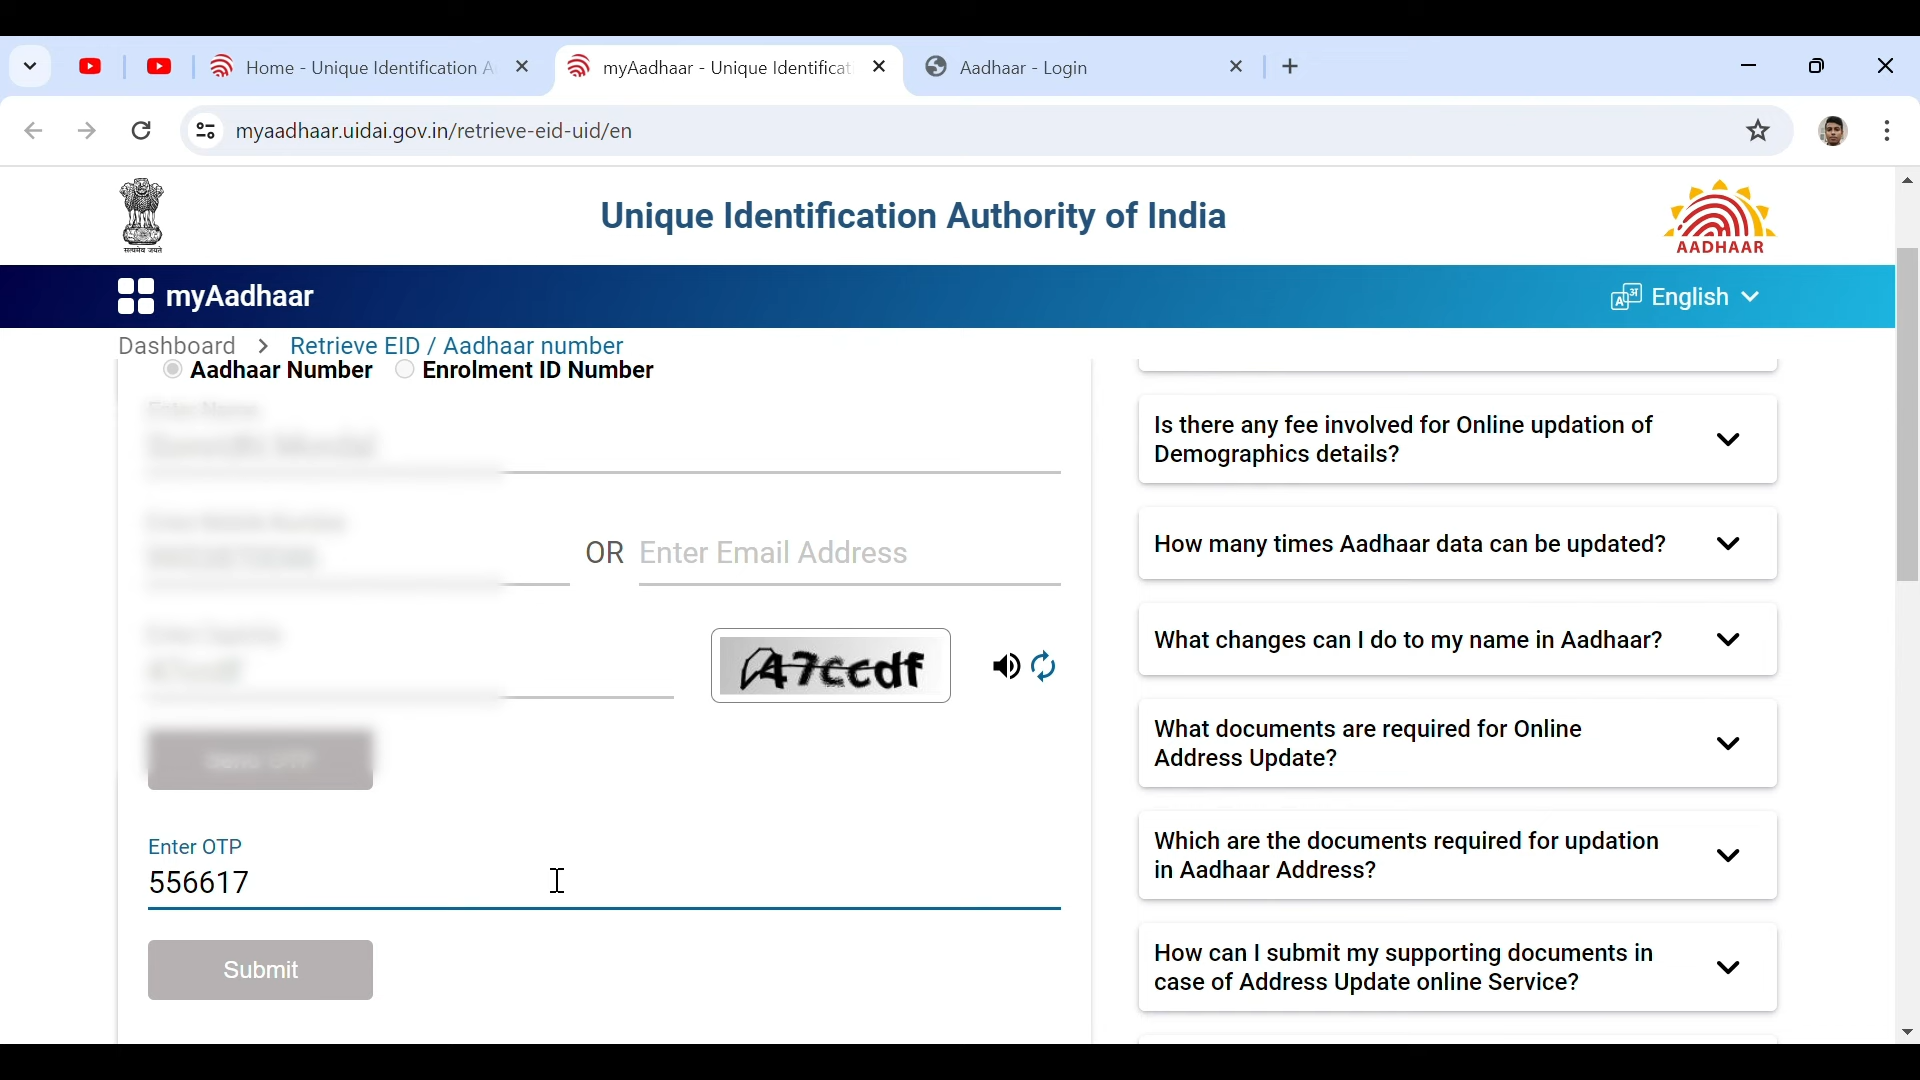 Home - Unique Identification A
myAadhaar - Unique Identificat
Aadhaar - Login
myaadhaar.uidai.gov.in/retrieve-eid-uid/en
सत्यमेव जयते
Unique Identification Authority of India
AADHAAR
myAadhaar
English
Dashboard > Retrieve EID / Aadhaar number
Aadhaar Number
Enrolment ID Number
OR
Enter Email Address
47ccdf
Enter OTP
556617
Submit
Is there any fee involved for Online updation of
Demographics details?
How many times Aadhaar data can be updated?
What changes can I do to my name in Aadhaar?
What documents are required for Online
Address Update?
Which are the documents required for updation
in Aadhaar Address?
How can I submit my supporting documents in
case of Address Update online Service?